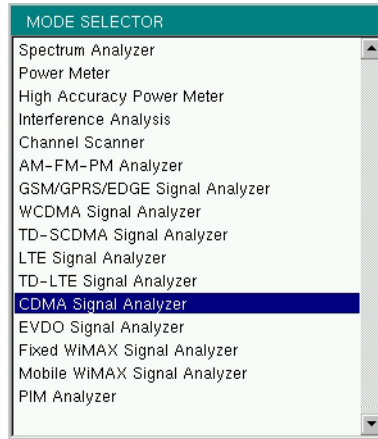 MODE SELECTOR
Spectrum Analyzer
Power Meter
High Accuracy Power Meter
Interference Analysis
Channel Scanner
AM-FM-PM Analyzer
GSM/GPRS/EDGE Signal Analyzer
WCDMA Signal Analyzer
TD-SCDMA Signal Analyzer
LTE Signal Analyzer
TD-LTE Signal Analyzer
CDMA Signal Analyzer
EVDO Signal Analyzer
Fixed WiMAX Signal Analyzer
Mobile WiMAX Signal Analyzer
PIM Analyzer